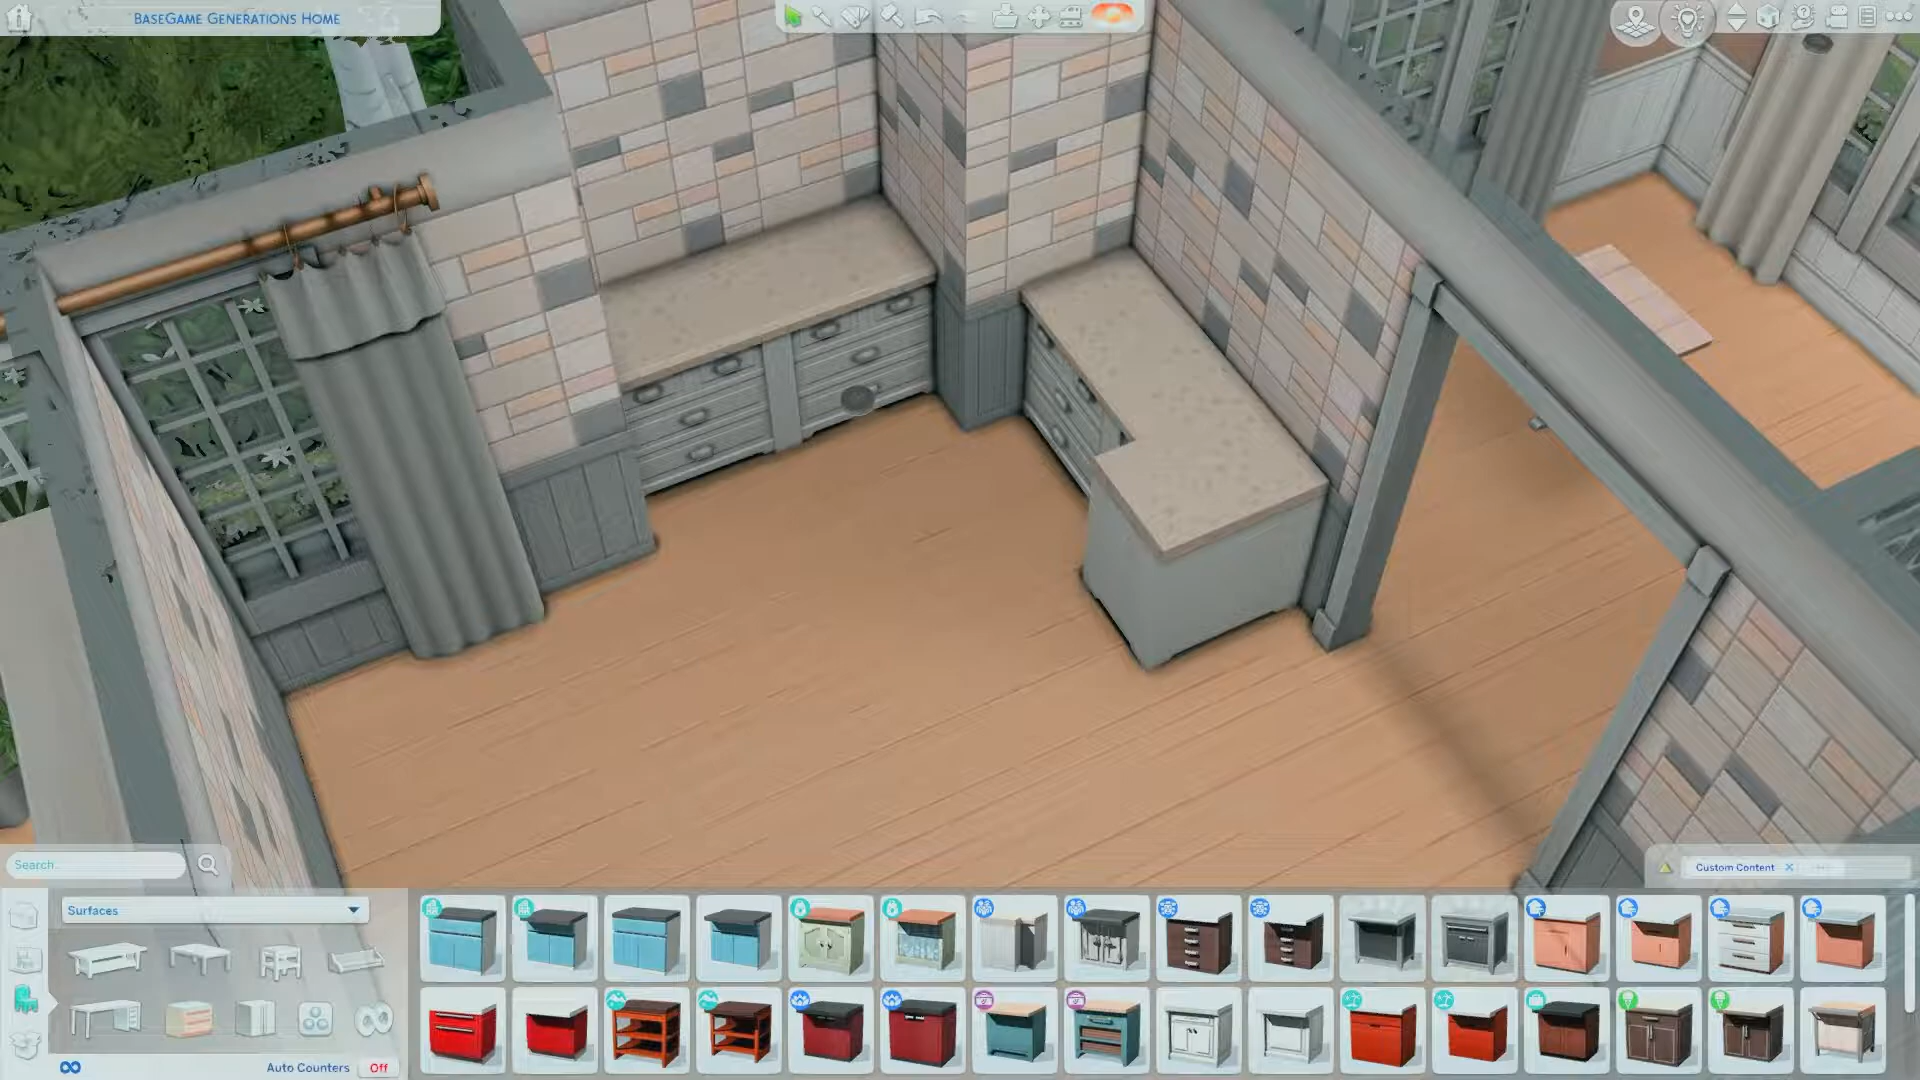 BASEGAME GENERATIONS HOME
Search..
Custom Content
Surfaces
Auto Counters
Off